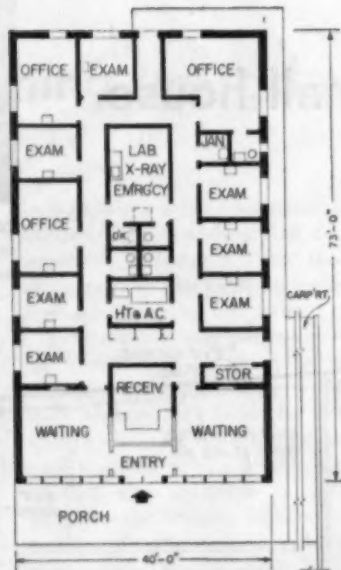 OFFICE EXAM. OFFICE
EXAM.
LAB.
X-RAY
EMRG'CY
JAN.
EXAM.
OFFICE
D'K.
EXAM.
EXAM.
EXAM.
HT & A.C.
EXAM.
RECEIV.
STOR.
WAITING
WAITING
ENTRY
PORCH
40'-0"
73'-0"
CARP'RT.